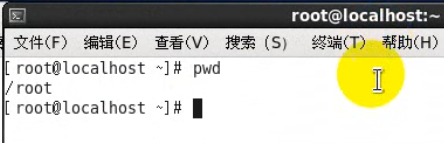 root@localhost:~
文件(F) 编辑(E) 查看(V) 搜索 (S) 终端(T) 帮助(H)
[root@localhost ~]# pwd
/root
[root@localhost ~]#